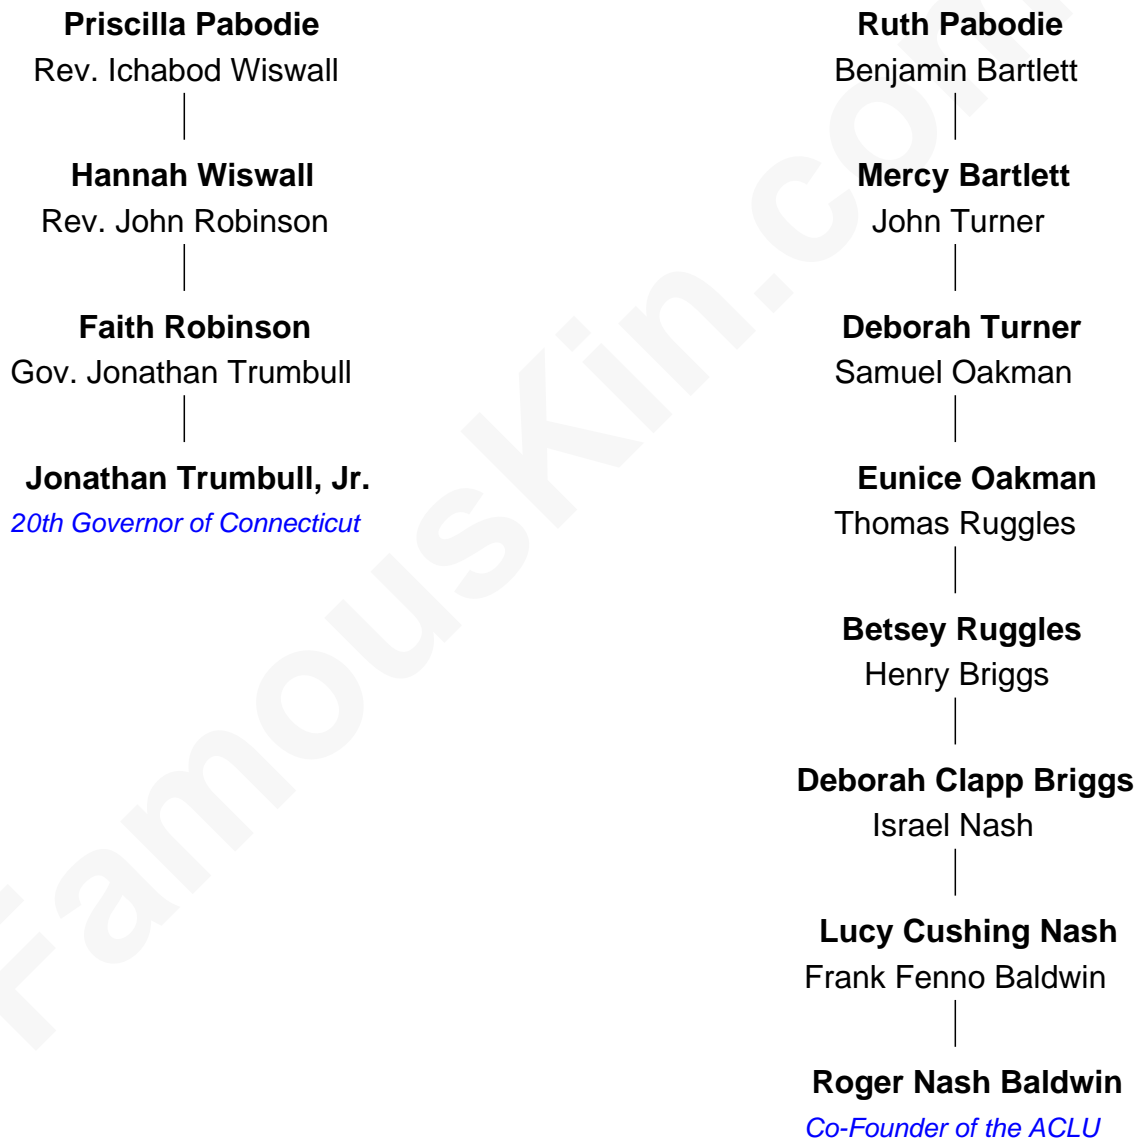 Priscilla Pabodie
Rev. Ichabod Wiswall
Hannah Wiswall
Rev. John Robinson
Faith Robinson
Gov. Jonathan Trumbull
Jonathan Trumbull, Jr.
20th Governor of Connecticut
Ruth Pabodie
Benjamin Bartlett
Mercy Bartlett
John Turner
Deborah Turner
Samuel Oakman
Eunice Oakman
Thomas Ruggles
Betsey Ruggles
Henry Briggs
Deborah Clapp Briggs
Israel Nash
Lucy Cushing Nash
Frank Fenno Baldwin
Roger Nash Baldwin
Co-Founder of the ACLU
FamousKin.com